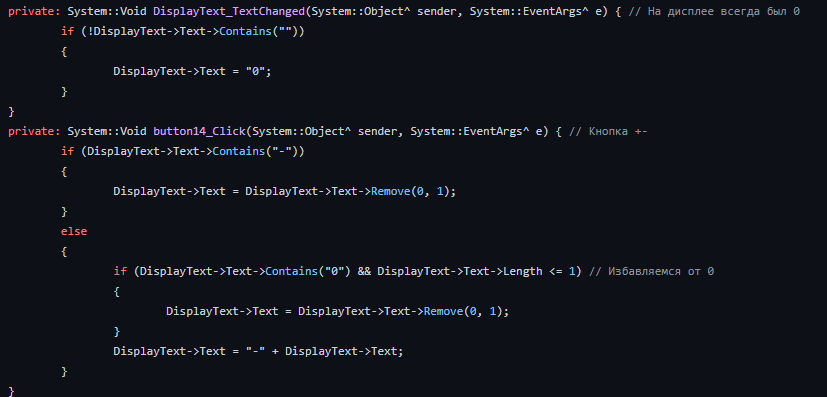 private: System::Void DisplayText_TextChanged(System::Object^ sender, System::EventArgs^ e) { // На дисплее всегда был 0
if (!DisplayText->Text->Contains(""))
{
DisplayText->Text = "0";
}
}
private: System::Void button14_Click(System::Object^ sender, System::EventArgs^ e) { // Кнопка +-
if (DisplayText->Text->Contains("-"))
{
DisplayText->Text = DisplayText->Text->Remove(0, 1);
}
else
{
if (DisplayText->Text->Contains("0") && DisplayText->Text->Length <= 1) // Избавляемся от 0
{
DisplayText->Text = DisplayText->Text->Remove(0, 1);
}
DisplayText->Text = "-" + DisplayText->Text;
}
}